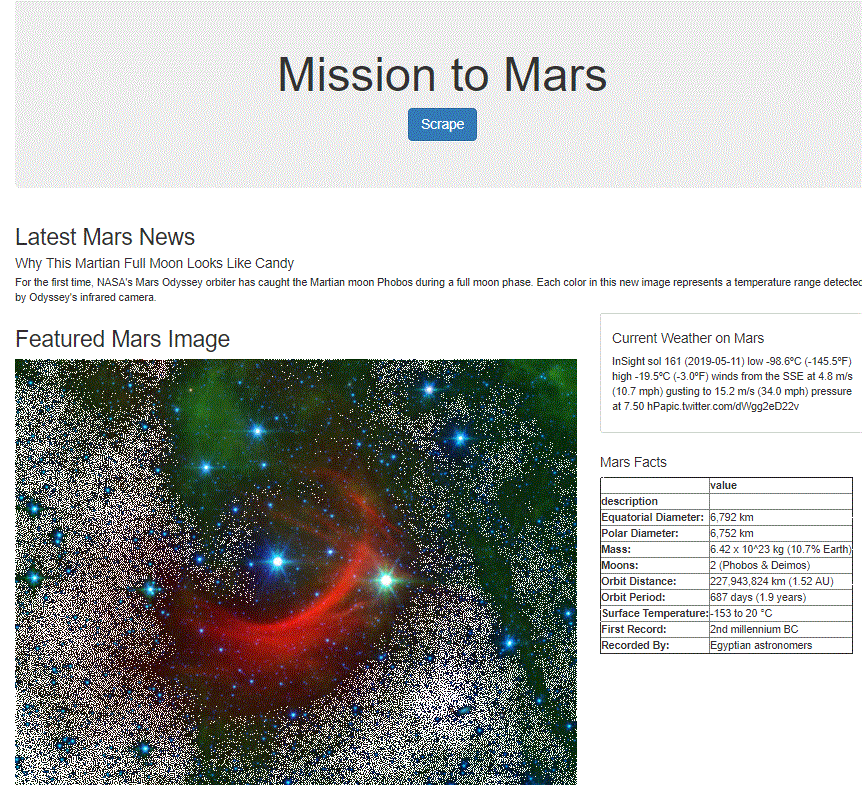 Mission to Mars
Scrape
Latest Mars News
Why This Martian Full Moon Looks Like Candy
For the first time, NASA's Mars Odyssey orbiter has caught the Martian moon Phobos during a full moon phase. Each color in this new image represents a temperature range detected
by Odyssey's infrared camera.
Featured Mars Image
Current Weather on Mars
InSight sol 161 (2019-05-11) low -98.6ºC (-145.5ºF)
high -19.5ºC (-3.0ºF) winds from the SSE at 4.8 m/s
(10.7 mph) gusting to 15.2 m/s (34.0 mph) pressure
at 7.50 hPapic.twitter.com/dWgg2eD22v
Mars Facts
value
description
Equatorial Diameter: 6,792 km
Polar Diameter: 6,752 km
Mass: 6.42 x 10^23 kg (10.7% Earth)
Moons: 2 (Phobos & Deimos)
Orbit Distance: 227,943,824 km (1.52 AU)
Orbit Period: 687 days (1.9 years)
Surface Temperature: -153 to 20 °C
First Record: 2nd millennium BC
Recorded By: Egyptian astronomers